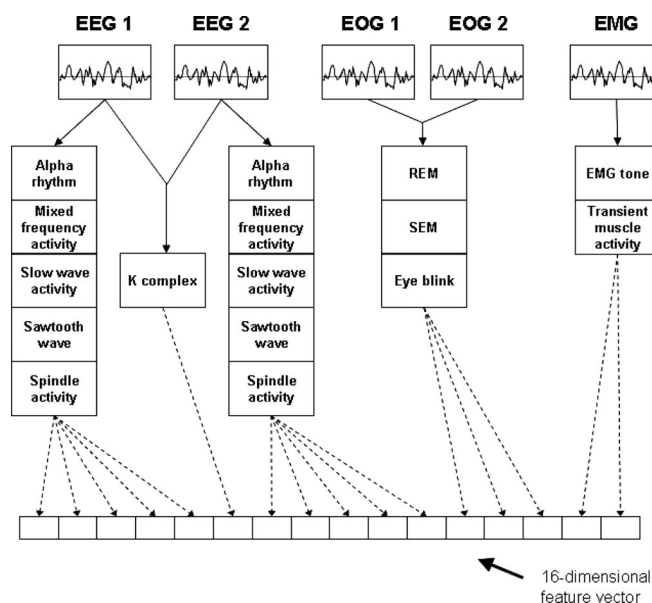 EEG 1
EEG 2
EOG 1
EOG 2
EMG
Alpha
rhythm
Mixed
frequency
activity
Slow wave
activity
Sawtooth
wave
Spindle
activity
K complex
Alpha
rhythm
Mixed
frequency
activity
Slow wave
activity
Sawtooth
wave
Spindle
activity
REM
SEM
Eye blink
EMG tone
Transient
muscle
activity
16-dimensional
feature vector